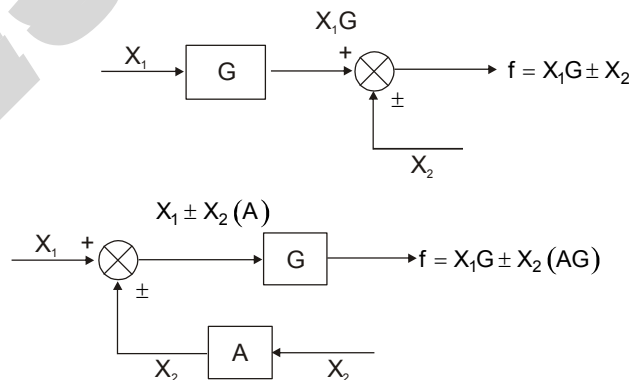 X₁G
X₁
G
+
±
f = X₁G ± X₂
X₂
X₁ ± X₂ (A)
X₁
+
±
G
f = X₁G ± X₂ (AG)
X₂
A
X₂